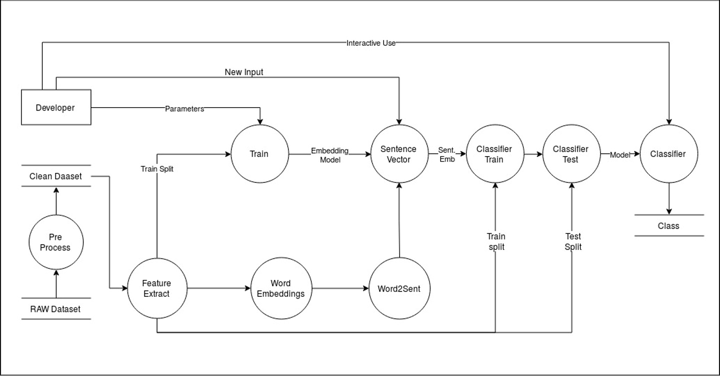 Interactive Use
New Input
Developer
Parameters
Train
Embedding
Model
Sentence
Vector
Sent.
Emb
Classifier
Train
Classifier
Test
Model
Classifier
Train Split
Clean Daaset
Pre
Process
Train
split
Test
Split
Class
Feature
Extract
Word
Embeddings
Word2Sent
RAW Dataset